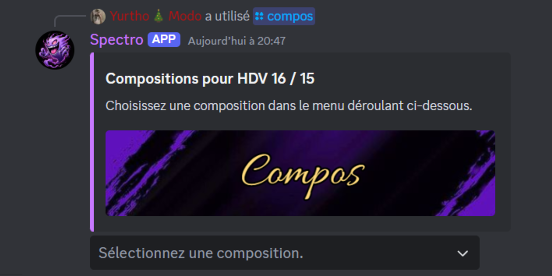 Yurtho🎄Modo a utilisé compos
Spectro APP Aujourd'hui à 20:47
Compositions pour HDV 16 / 15
Choisissez une composition dans le menu déroulant ci-dessous.
Compos
Sélectionnez une composition.